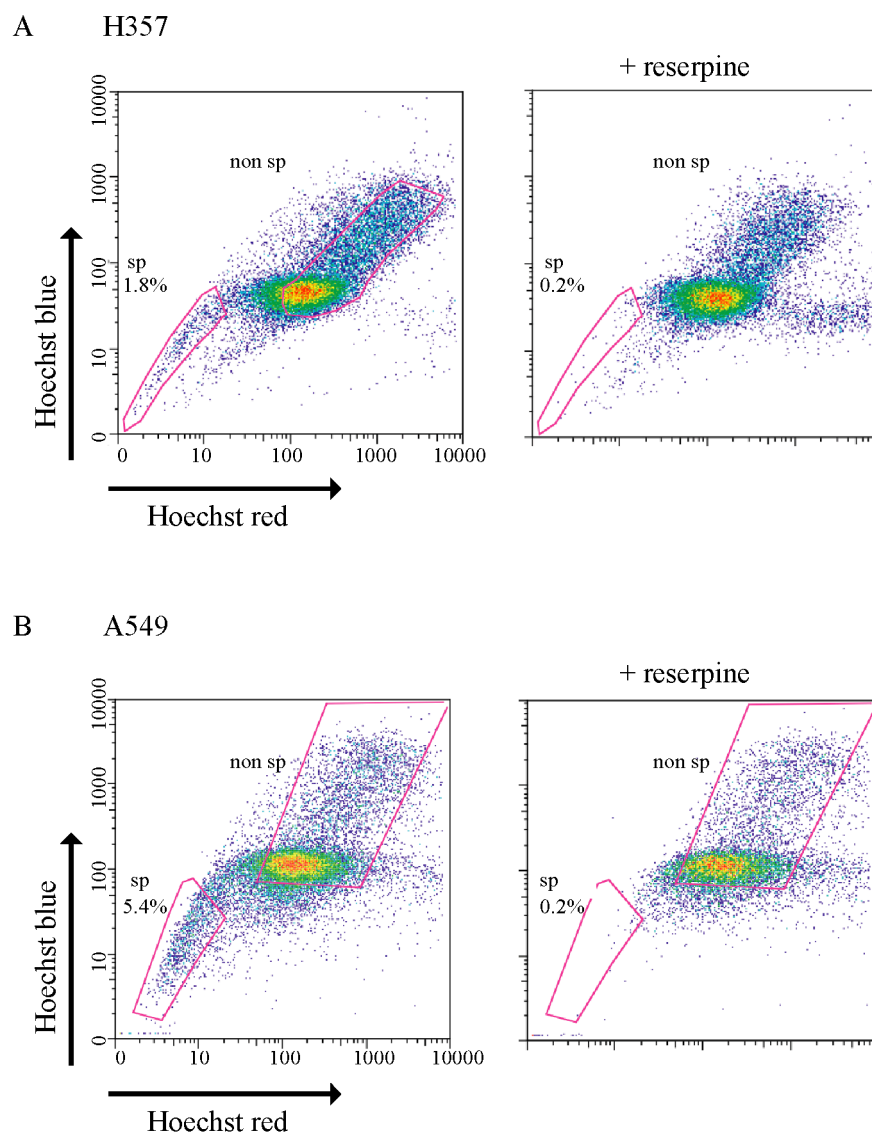 A H357
+ reserpine
10000
1000
100
10
0
Hoechst blue
non sp
sp
1.8%
0 10 100 1000 10000
Hoechst red
non sp
sp
0.2%
B A549
+ reserpine
10000
1000
100
10
0
Hoechst blue
non sp
sp
5.4%
0 10 100 1000 10000
Hoechst red
non sp
sp
0.2%